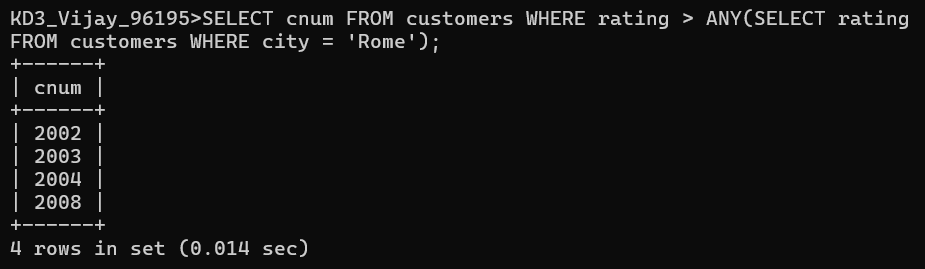 KD3_Vijay_96195>SELECT cnum FROM customers WHERE rating > ANY(SELECT rating
FROM customers WHERE city = 'Rome');
+------+
| cnum |
+------+
| 2002 |
| 2003 |
| 2004 |
| 2008 |
+------+
4 rows in set (0.014 sec)